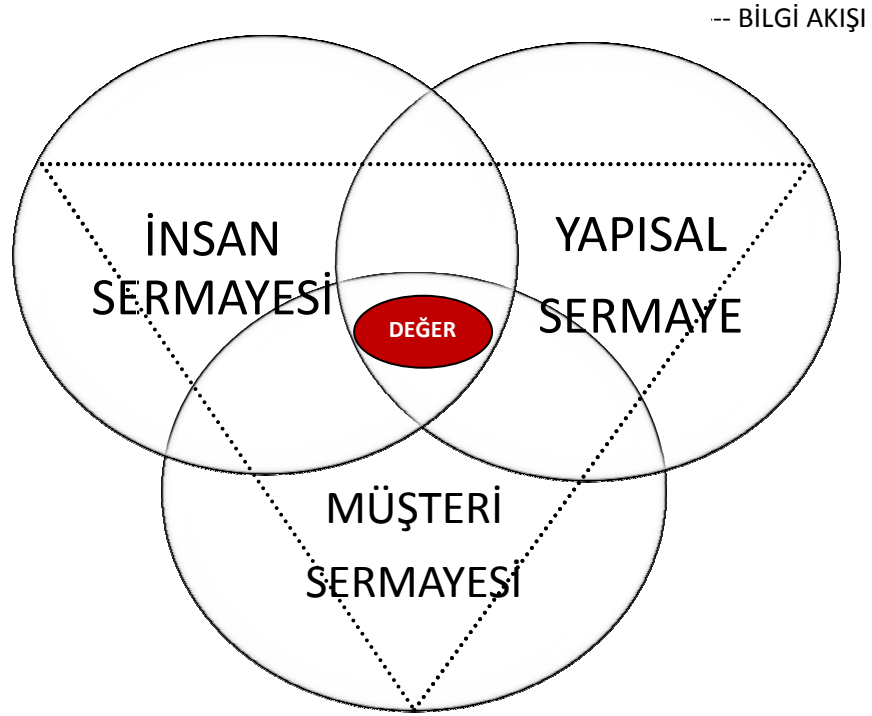 -- BİLGİ AKIŞI
İNSAN
SERMAYESİ
YAPISAL
SERMAYE
DEĞER
MÜŞTERİ
SERMAYESİ